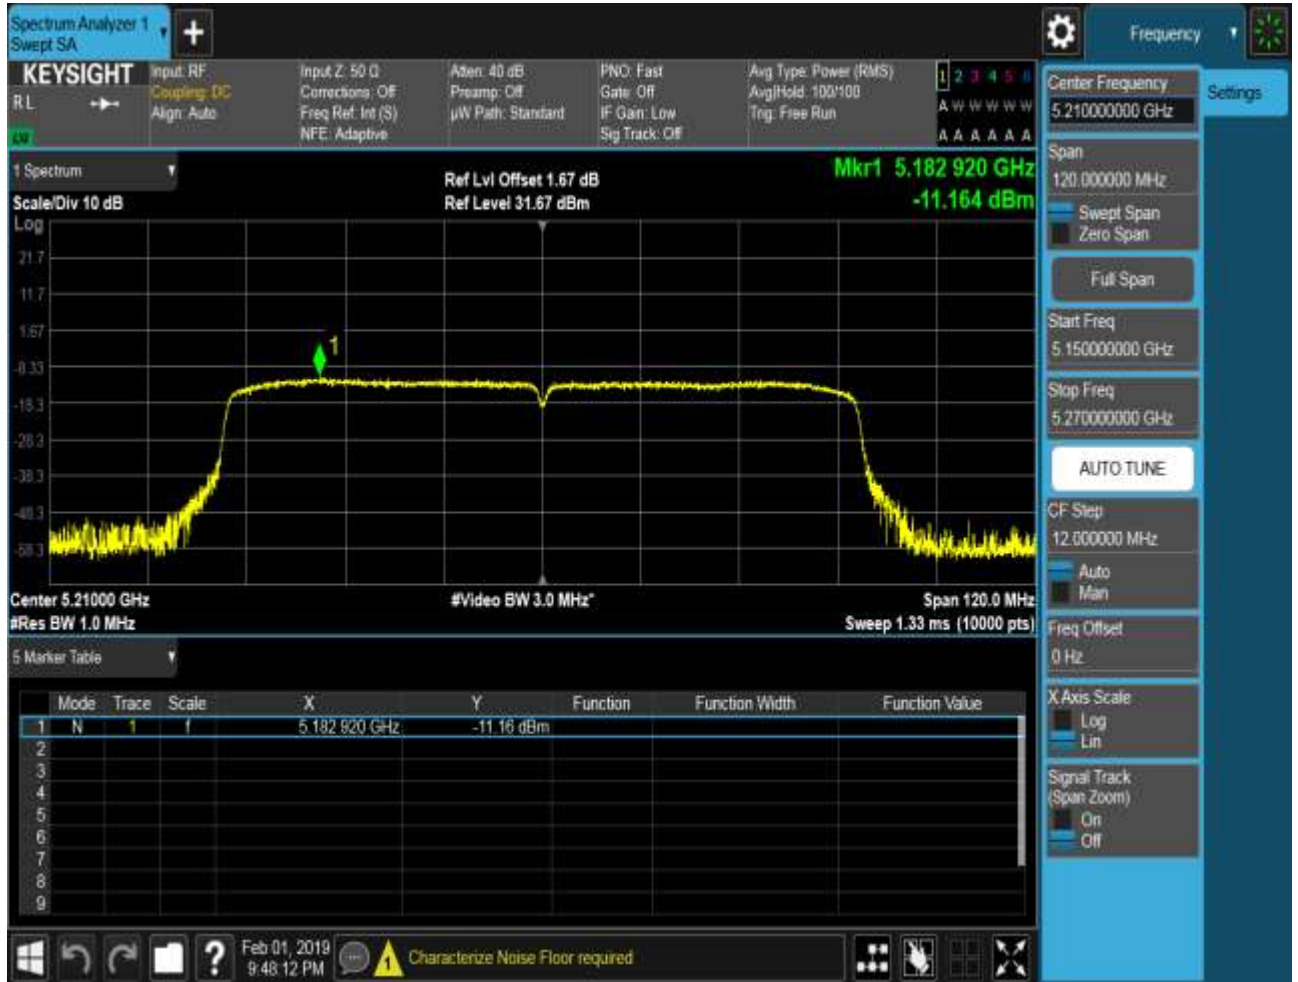 Spectrum Analyzer 1
Swept SA
+
Frequency
KEYSIGHT
RL
Input: RF
Coupling: DC
Align: Auto
Input Z: 50 Ω
Corrections: Off
Freq Ref: Int (S)
NFE: Adaptive
Atten: 40 dB
Preamp: Off
µW Path: Standard
PNO: Fast
Gate: Off
IF Gain: Low
Sig Track: Off
Avg Type: Power (RMS)
Avg|Hold: 100/100
Trig: Free Run
1 2 3 4 5 6
A W W W W W
A A A A A A
1 Spectrum
Scale/Div 10 dB
Ref Lvl Offset 1.67 dB
Ref Level 31.67 dBm
Mkr1 5.182 920 GHz
-11.164 dBm
Log
21.7
11.7
1.67
-8.33
-18.3
-28.3
-38.3
-48.3
-58.3
1
Center 5.21000 GHz
#Res BW 1.0 MHz
#Video BW 3.0 MHz*
Span 120.0 MHz
Sweep 1.33 ms (10000 pts)
5 Marker Table
Mode Trace Scale X Y Function Function Width Function Value
1 N 1 f 5.182 920 GHz -11.16 dBm
2
3
4
5
6
7
8
9
Feb 01, 2019
9:48:12 PM
?
1
Characterize Noise Floor required
Settings
Center Frequency
5.210000000 GHz
Span
120.000000 MHz
Swept Span
Zero Span
Full Span
Start Freq
5.150000000 GHz
Stop Freq
5.270000000 GHz
AUTO TUNE
CF Step
12.000000 MHz
Auto
Man
Freq Offset
0 Hz
X Axis Scale
Log
Lin
Signal Track
(Span Zoom)
On
Off